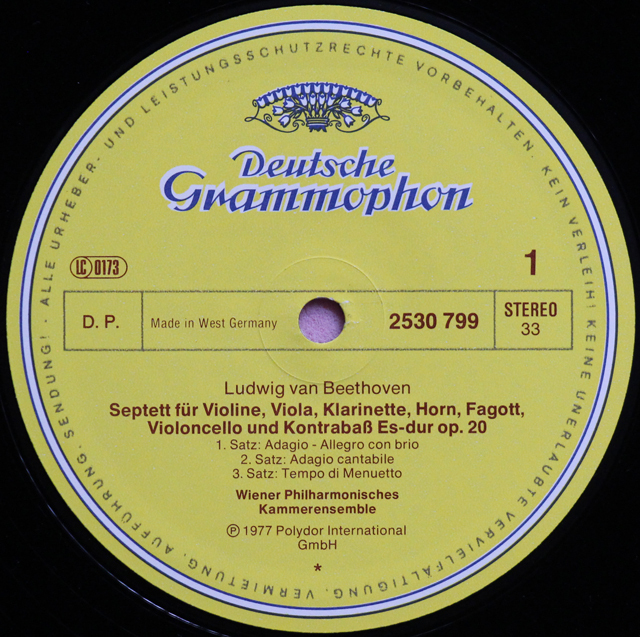 · ALLE URHEBER- UND LEISTUNGSSCHUTZRECHTE VORBEHALTEN. KEIN VERLEIH! KEINE UNERLAUBTE VERVIELFÄLTIGUNG, VERMIETUNG, AUFFÜHRUNG, SENDUNG!
Deutsche
Grammophon
LC 0173
1
D. P.
Made in West Germany
2530 799
STEREO
33
Ludwig van Beethoven
Septett für Violine, Viola, Klarinette, Horn, Fagott,
Violoncello und Kontrabaß Es-dur op. 20
1. Satz: Adagio - Allegro con brio
2. Satz: Adagio cantabile
3. Satz: Tempo di Menuetto
Wiener Philharmonisches
Kammerensemble
℗ 1977 Polydor International
GmbH
*